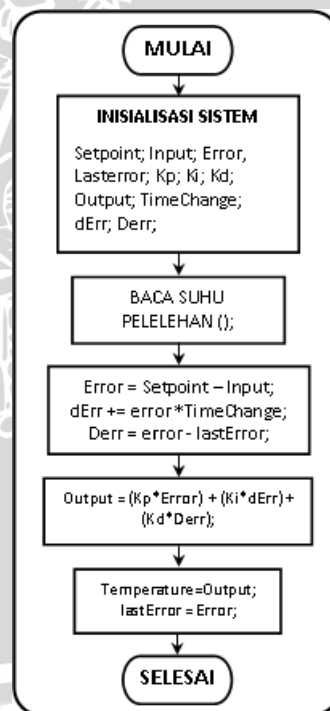 MULAI
INISIALISASI SISTEM
Setpoint; Input; Error,
Lasterror; Kp; Ki; Kd;
Output; TimeChange;
dErr; Derr;
BACA SUHU
PELELEHAN ();
Error = Setpoint – Input;
dErr += error*TimeChange;
Derr = error - lastError;
Output = (Kp*Error) + (Ki*dErr)+
(Kd*Derr);
Temperature=Output;
lastError = Error;
SELESAI